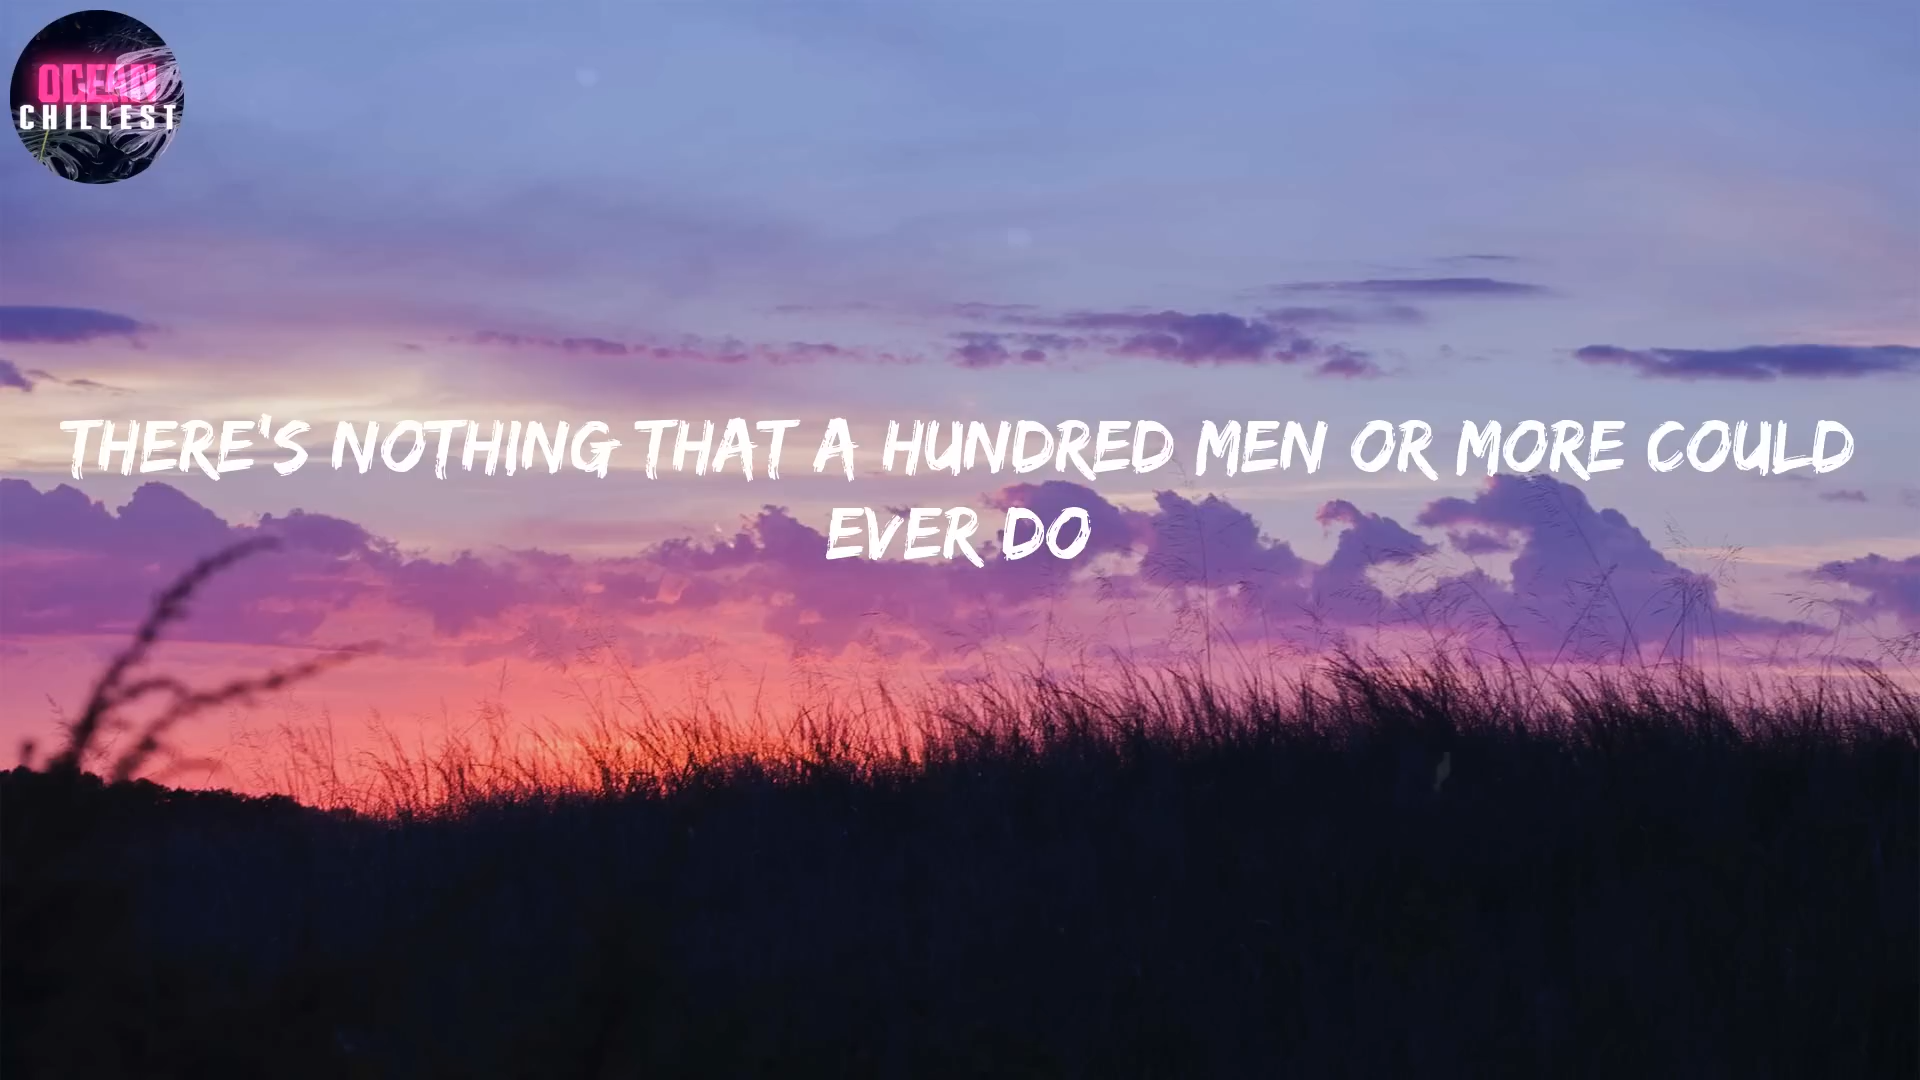 OCEAN
CHILLEST
THERE'S NOTHING THAT A HUNDRED MEN OR MORE COULD
EVER DO